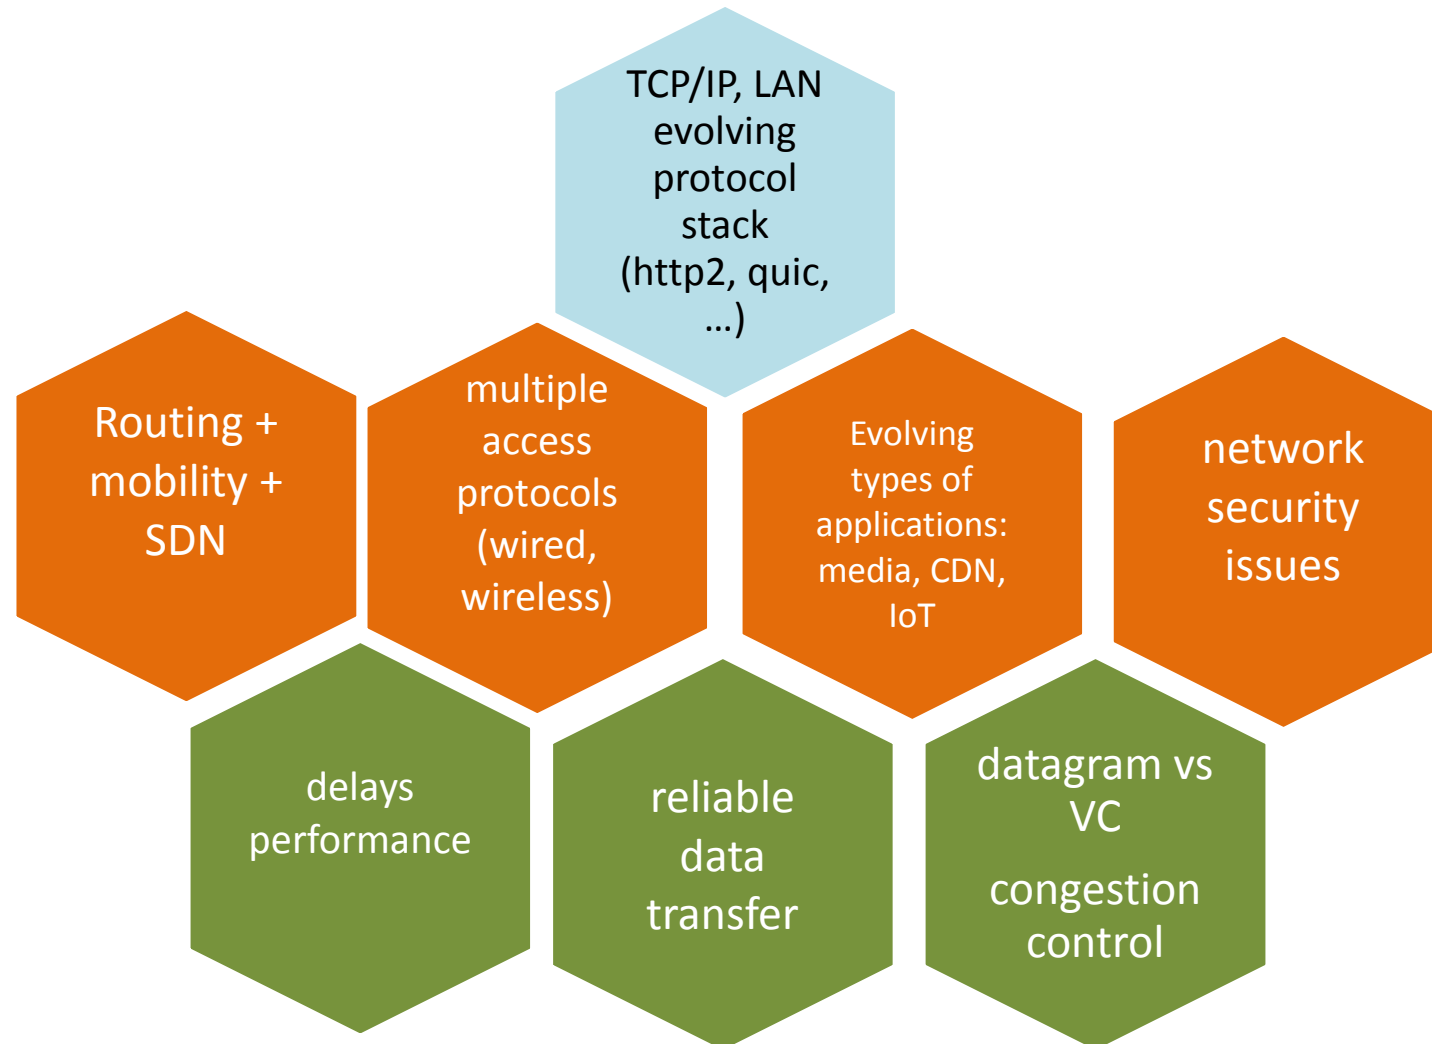 TCP/IP, LAN
evolving
protocol
stack
(http2, quic,
…)
Routing +
mobility +
SDN
multiple
access
protocols
(wired,
wireless)
Evolving
types of
applications:
media, CDN,
IoT
network
security
issues
delays
performance
reliable
data
transfer
datagram vs
VC
congestion
control